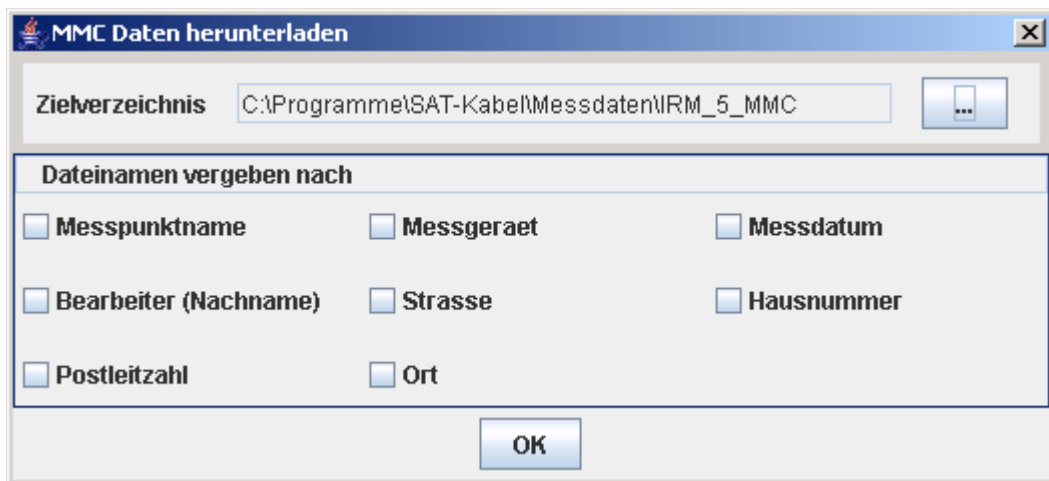 MMC Daten herunterladen
Zielverzeichnis C:\Programme\SAT-Kabel\Messdaten\IRM_5_MMC ...
Dateinamen vergeben nach
Messpunktname Messgeraet Messdatum
Bearbeiter (Nachname) Strasse Hausnummer
Postleitzahl Ort
OK